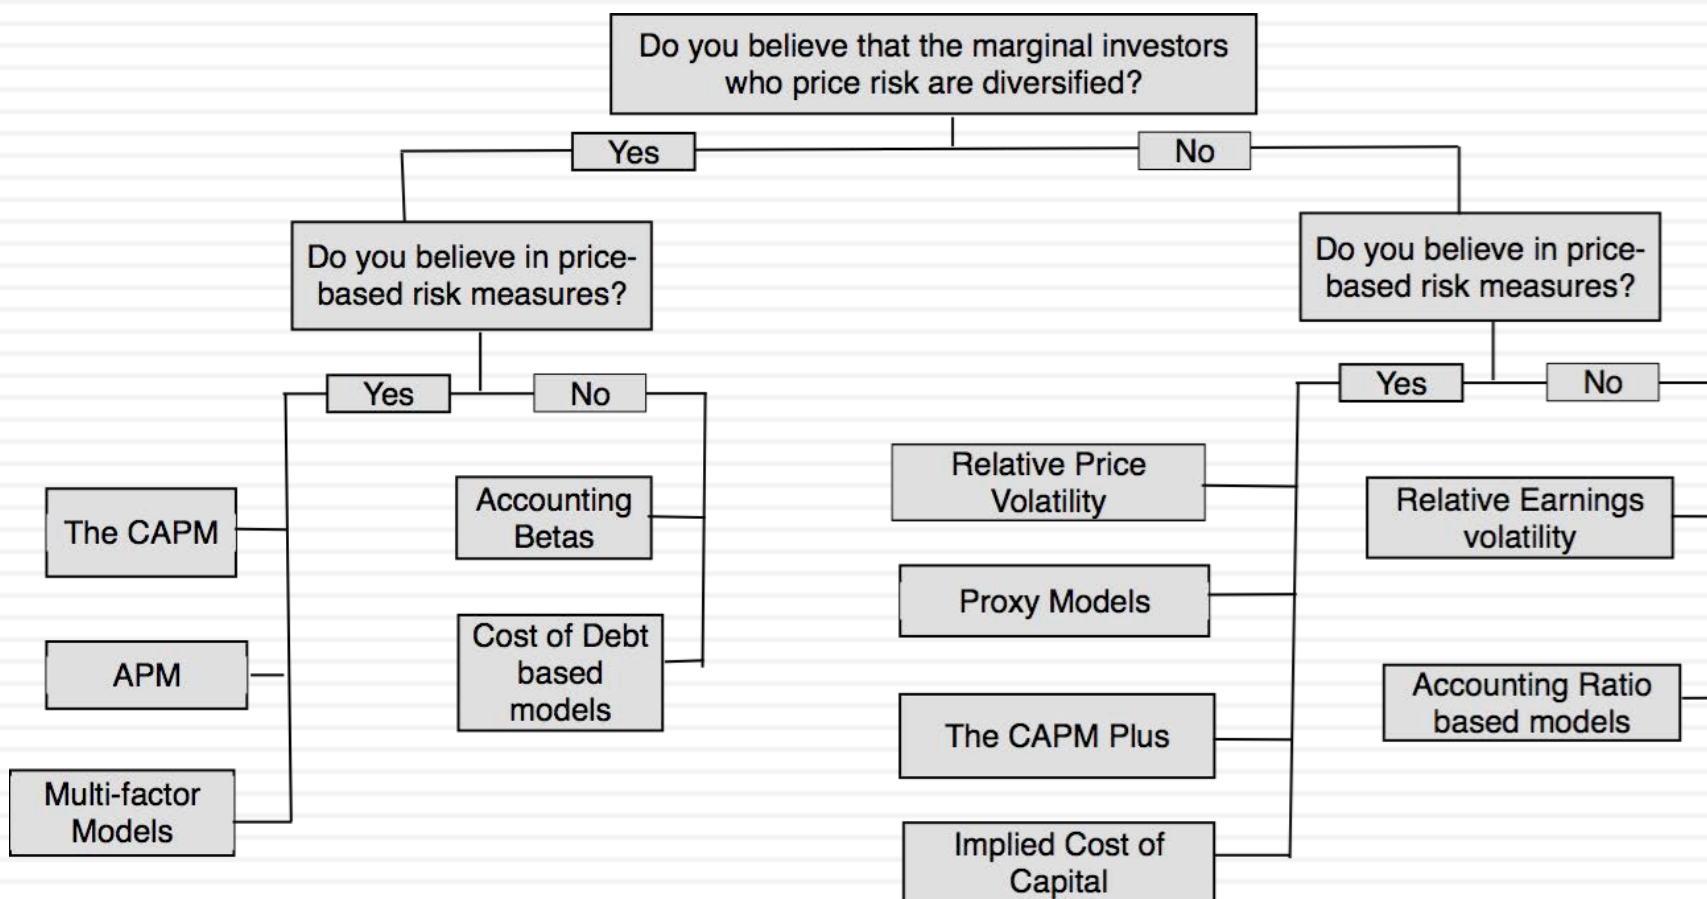 Do you believe that the marginal investors
who price risk are diversified?
Yes
No
Do you believe in price-
based risk measures?
Do you believe in price-
based risk measures?
Yes
No
Yes
No
The CAPM
APM
Multi-factor
Models
Accounting
Betas
Cost of Debt
based
models
Relative Price
Volatility
Proxy Models
The CAPM Plus
Implied Cost of
Capital
Relative Earnings
volatility
Accounting Ratio
based models